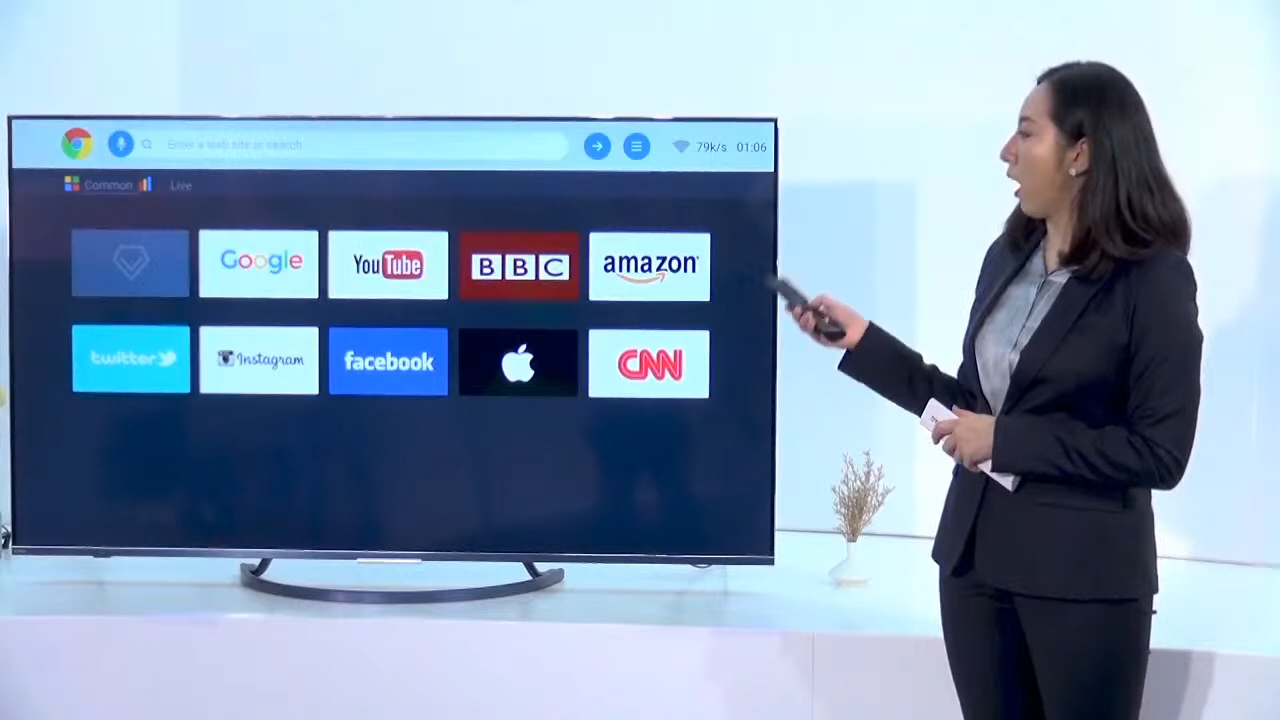 Enter a web site or search
79k/s 01:06
Common Live
Google YouTube BBC amazon
twitter Instagram facebook CNN